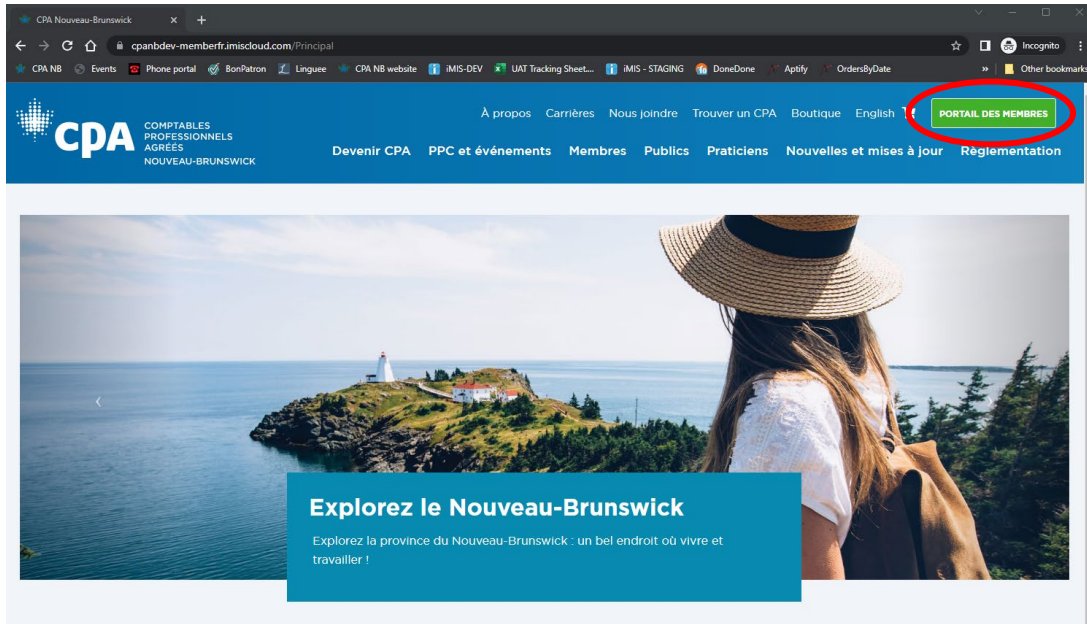 CPA Nouveau-Brunswick
cpanbdev-memberfr.imiscloud.com/Principal
Incognito
CPA NB Events Phone portal BonPatron Linguee CPA NB website iMIS-DEV UAT Tracking Sheet.... iMIS - STAGING DoneDone Aptify OrdersByDate » Other bookmarks
À propos Carrières Nous joindre Trouver un CPA Boutique English PORTAIL DES MEMBRES
CPA
COMPTABLES
PROFESSIONNELS
AGRÉÉS
NOUVEAU-BRUNSWICK
Devenir CPA PPC et événements Membres Publics Praticiens Nouvelles et mises à jour Règlementation
Explorez le Nouveau-Brunswick
Explorez la province du Nouveau-Brunswick : un bel endroit où vivre et
travailler !